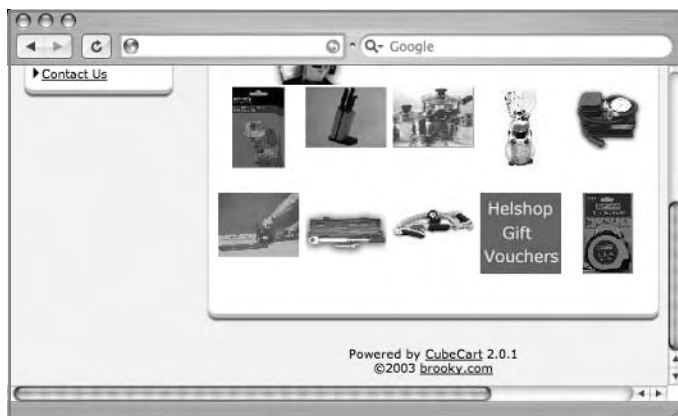 Google
Contact Us
Helshop
Gift
Vouchers
Powered by CubeCart 2.0.1
©2003 brooky.com